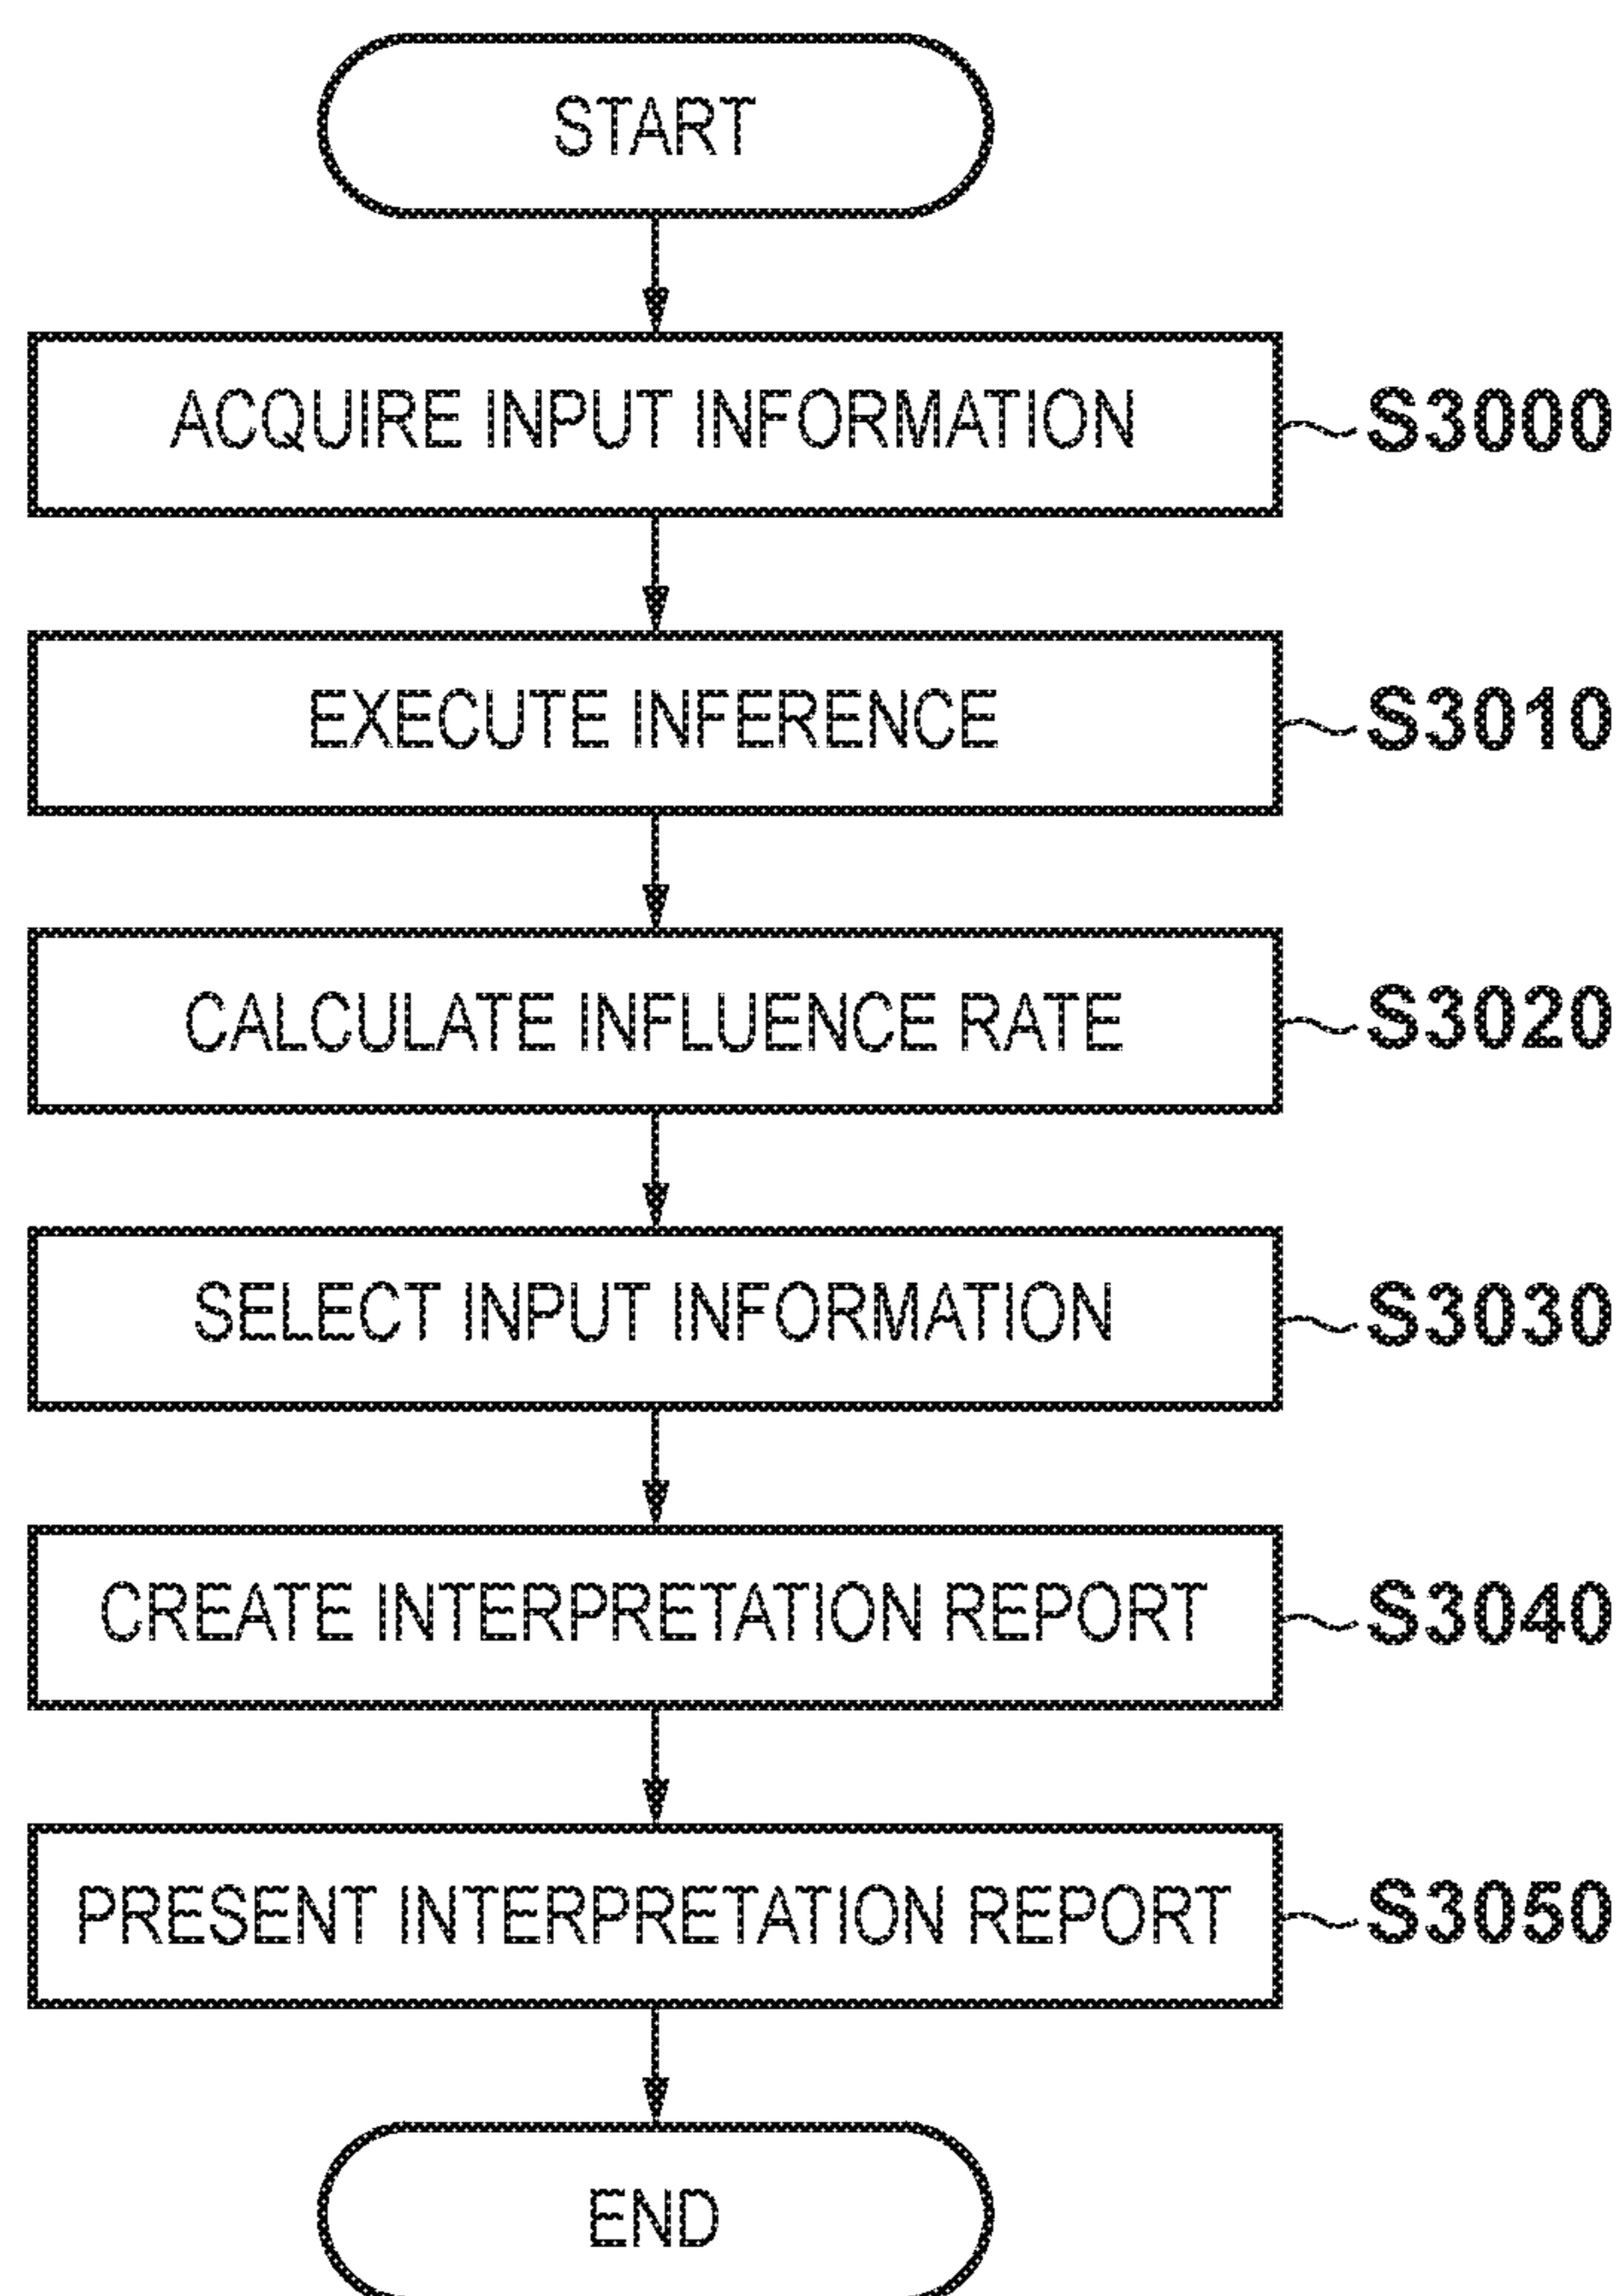 START
ACQUIRE INPUT INFORMATION S3000
EXECUTE INFERENCE S3010
CALCULATE INFLUENCE RATE S3020
SELECT INPUT INFORMATION S3030
CREATE INTERPRETATION REPORT S3040
PRESENT INTERPRETATION REPORT S3050
END